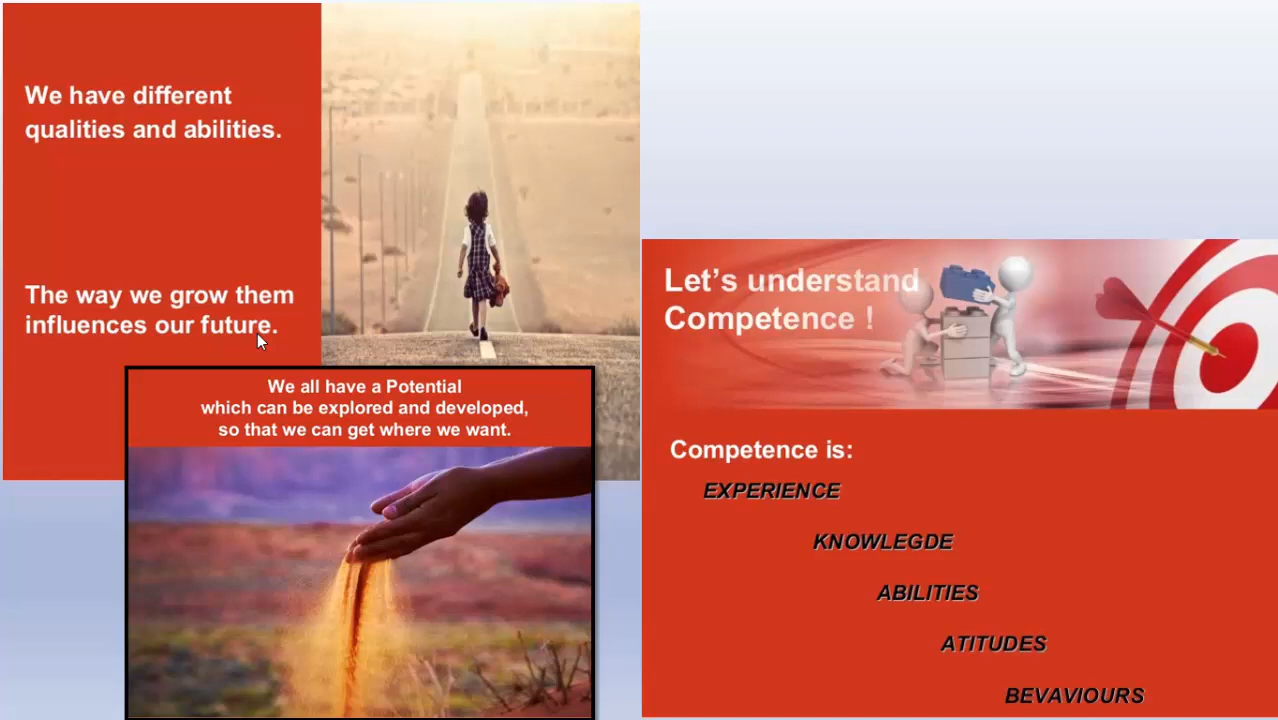 We have different
qualities and abilities.
The way we grow them
influences our future.
We all have a Potential
which can be explored and developed,
so that we can get where we want.
Let’s understand
Competence !
Competence is:
EXPERIENCE
KNOWLEGDE
ABILITIES
ATITUDES
BEVAVIOURS